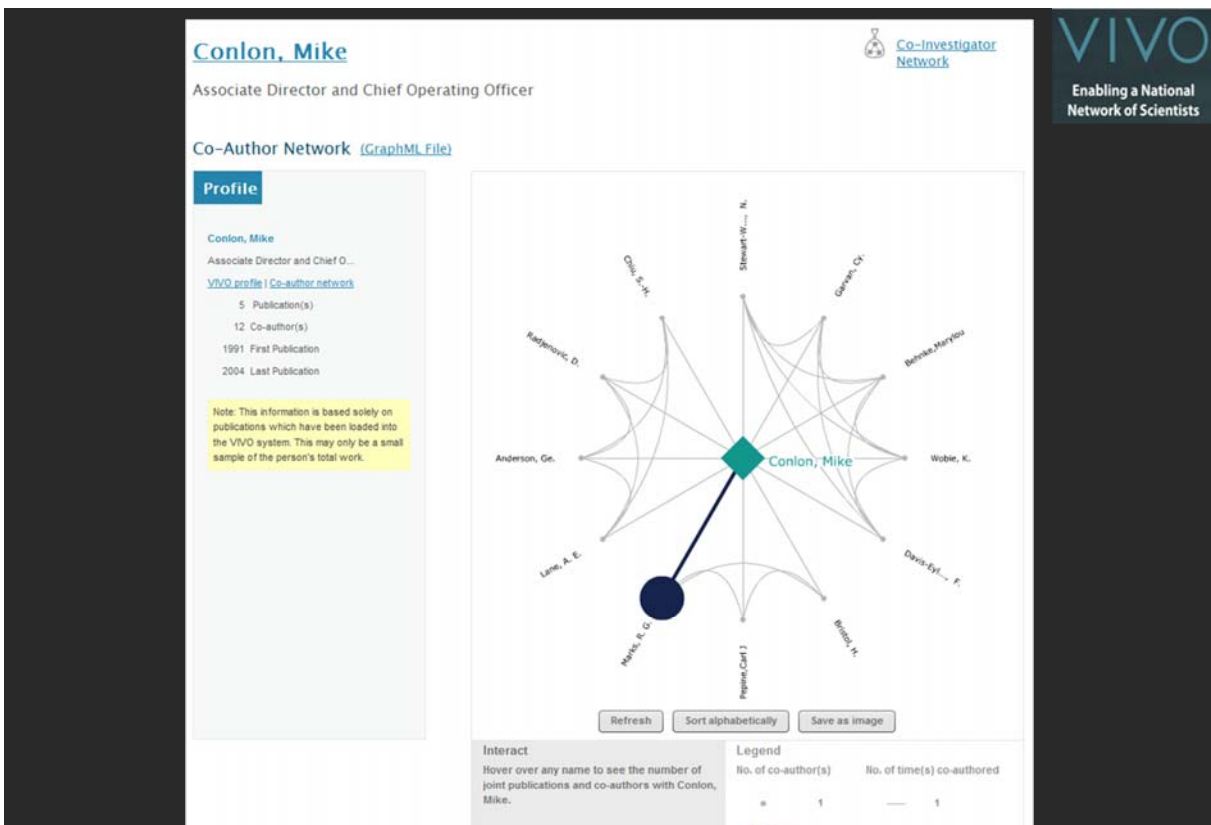 Conlon, Mike
Associate Director and Chief Operating Officer
Co-Investigator
Network
VIVO
Enabling a National
Network of Scientists
Co-Author Network (GraphML File)
Profile
Conlon, Mike
Associate Director and Chief O...
VIVO profile | Co-author network
5 Publication(s)
12 Co-author(s)
1991 First Publication
2004 Last Publication
Note: This information is based solely on
publications which have been loaded into
the VIVO system. This may only be a small
sample of the person's total work.
Stewart-W..., N.
Garvan, Cy.
Behnke,Marylou
Wobie, K.
Davis-Eyl..., F.
Bristol, H.
Pepine,Carl J
Marks, R. G.
Lane, A. E.
Anderson, Ge.
Radjenovic, D.
Chiu, S.-H.
Conlon, Mike
Refresh
Sort alphabetically
Save as image
Interact
Hover over any name to see the number of
joint publications and co-authors with Conlon,
Mike.
Legend
No. of co-author(s) No. of time(s) co-authored
1 1